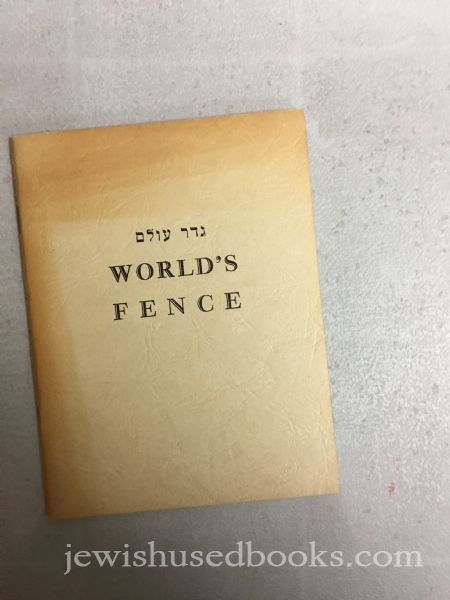 גדר עולם
WORLD'S
FENCE
jewishusedbooks.com